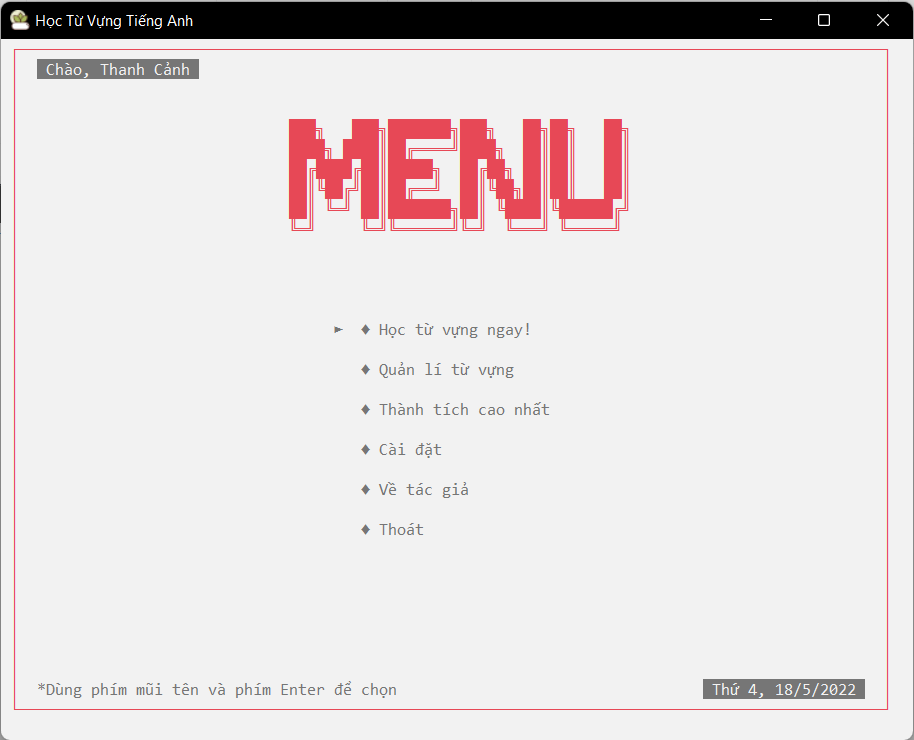 Học Từ Vựng Tiếng Anh
Chào, Thanh Cảnh
MENU
► ♦ Học từ vựng ngay!
♦ Quản lí từ vựng
♦ Thành tích cao nhất
♦ Cài đặt
♦ Về tác giả
♦ Thoát
*Dùng phím mũi tên và phím Enter để chọn
Thứ 4, 18/5/2022